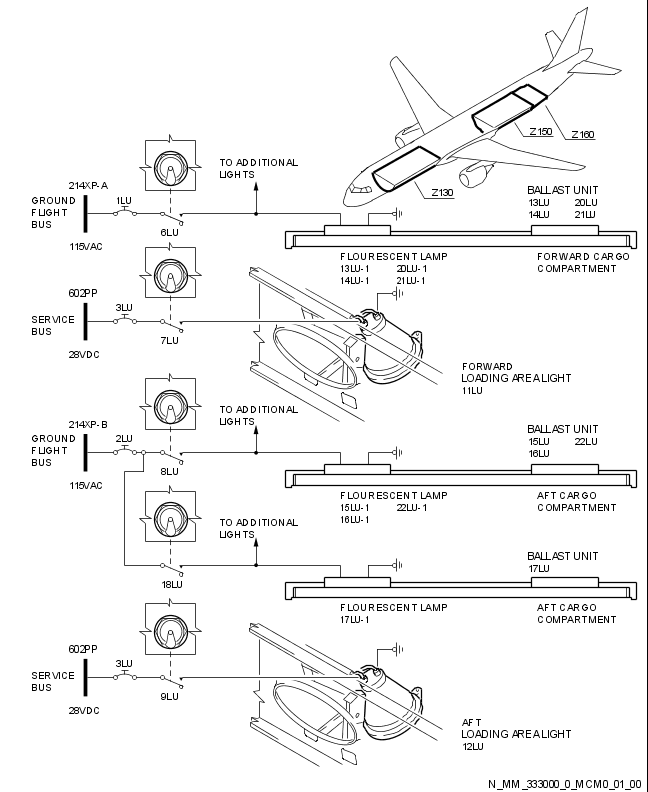 Z150
Z160
Z130
TO ADDITIONAL
LIGHTS
214XP-A
GROUND
FLIGHT
BUS
115VAC
1LU
6LU
BALLAST UNIT
13LU 20LU
14LU 21LU
FLOURESCENT LAMP
13LU-1 20LU-1
14LU-1 21LU-1
FORWARD CARGO
COMPARTMENT
602PP
SERVICE
BUS
28VDC
3LU
7LU
FORWARD
LOADING AREA LIGHT
11LU
214XP-B
GROUND
FLIGHT
BUS
115VAC
2LU
8LU
TO ADDITIONAL
LIGHTS
BALLAST UNIT
15LU 22LU
16LU
FLOURESCENT LAMP
15LU-1 22LU-1
16LU-1
AFT CARGO
COMPARTMENT
TO ADDITIONAL
LIGHTS
18LU
BALLAST UNIT
17LU
FLOURESCENT LAMP
17LU-1
AFT CARGO
COMPARTMENT
602PP
SERVICE
BUS
28VDC
3LU
9LU
AFT
LOADING AREA LIGHT
12LU
N_MM_333000_0_MCM0_01_00